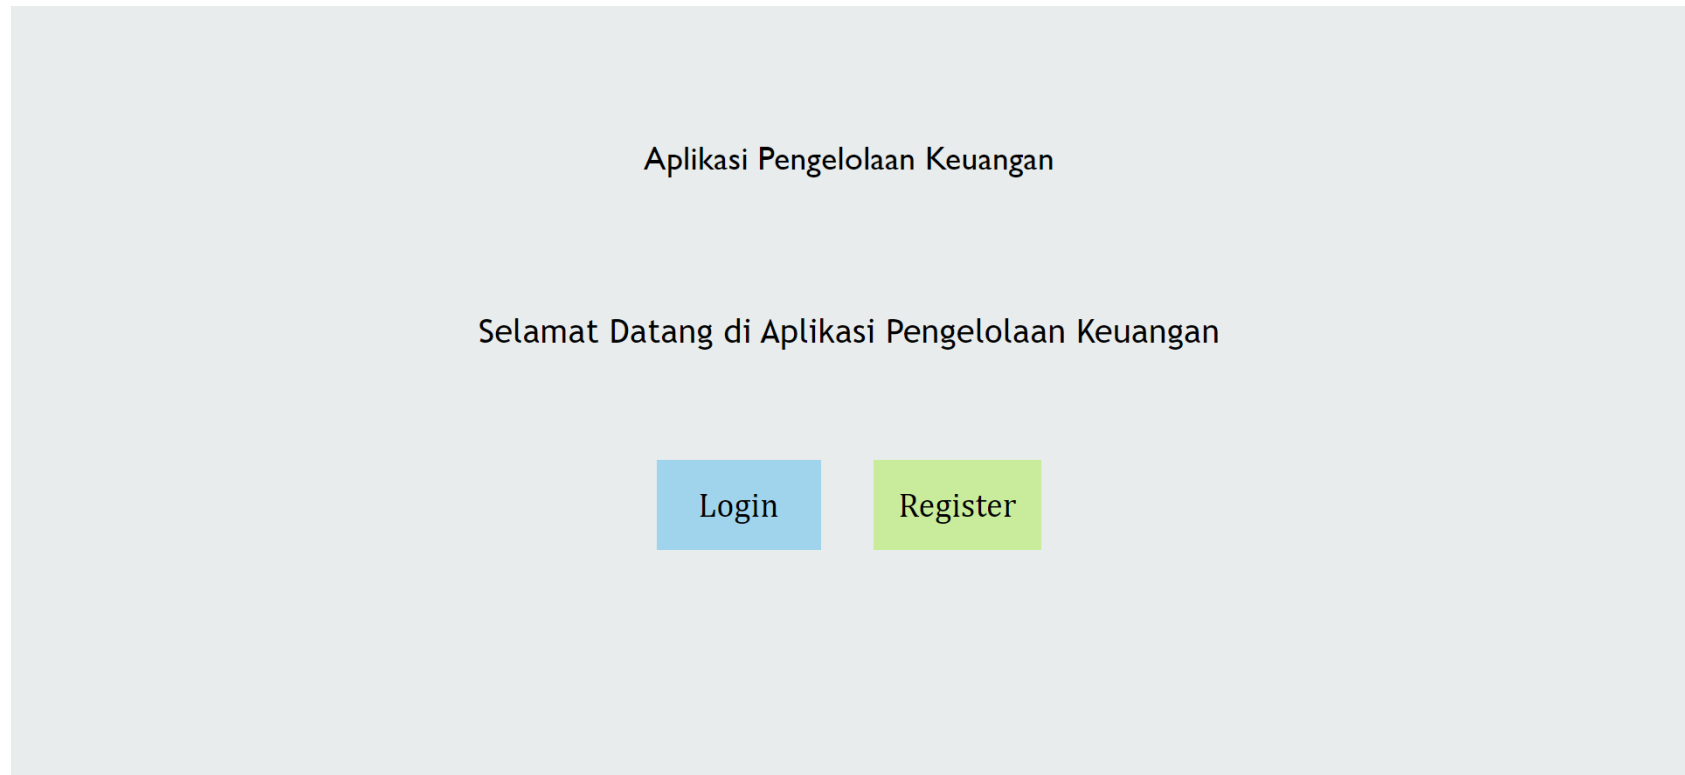 Aplikasi Pengelolaan Keuangan
Selamat Datang di Aplikasi Pengelolaan Keuangan
Login
Register